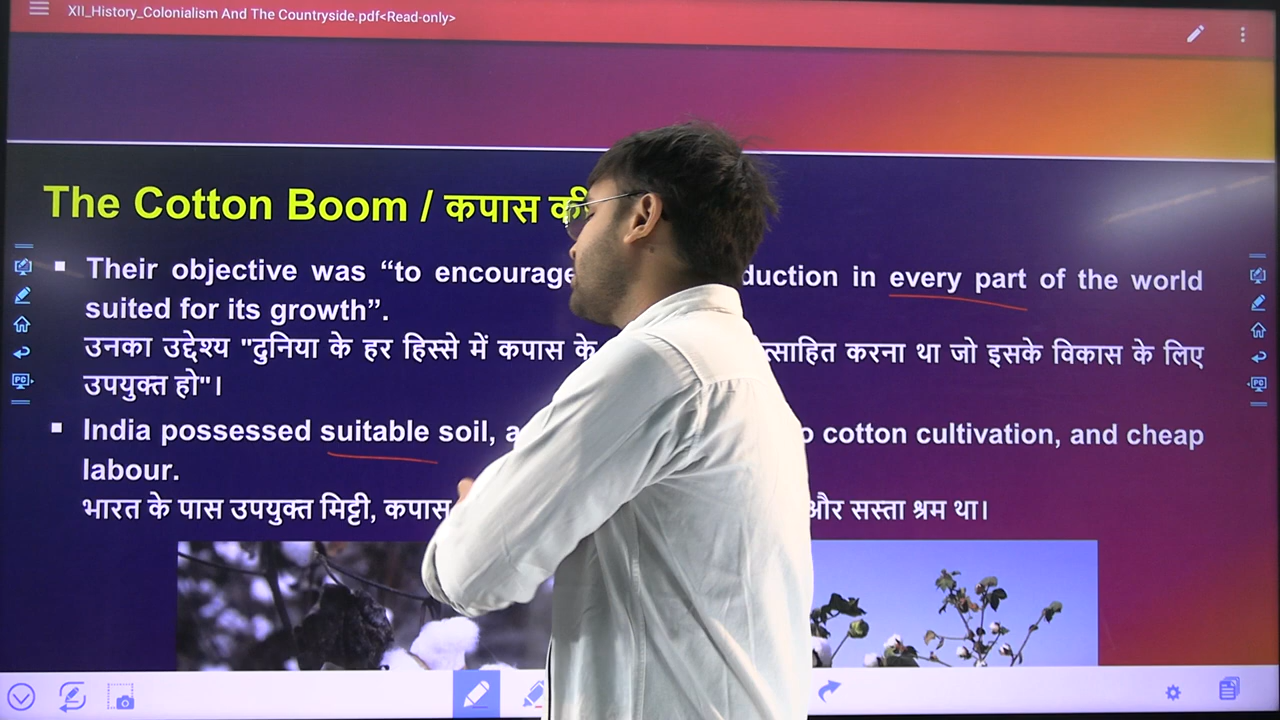 XII_History_Colonialism And The Countryside.pdf<Read-only>
The Cotton Boom / कपास की
Their objective was “to encourage duction in every part of the world
suited for its growth”.
उनका उद्देश्य "दुनिया के हर हिस्से में कपास के त्साहित करना था जो इसके विकास के लिए
उपयुक्त हो"।
India possessed suitable soil, a o cotton cultivation, and cheap
labour.
भारत के पास उपयुक्त मिट्टी, कपास और सस्ता श्रम था।
PC
PC